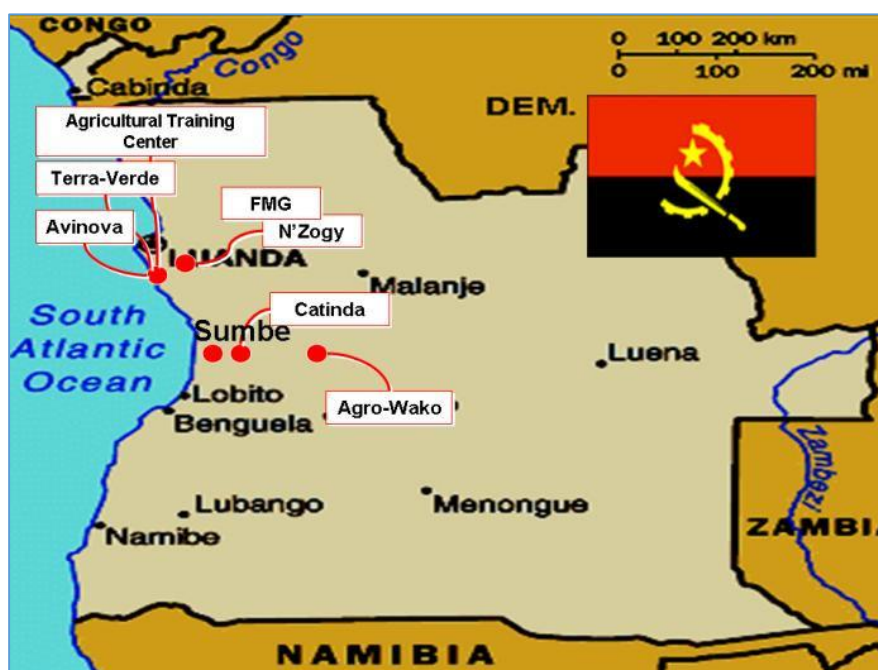 CONGO
0 100 200 km
0 100 200 mi
Congo
Cabinda
DEM.
Agricultural Training
Center
Terra-Verde
FMG
Avinova
N'Zogy
LUANDA
Malanje
Catinda
South
Atlantic
Ocean
Sumbe
Luena
Lobito
Agro-Wako
Benguela
Zambezi
Lubango
Menongue
Namibe
ZAMBIA
NAMIBIA